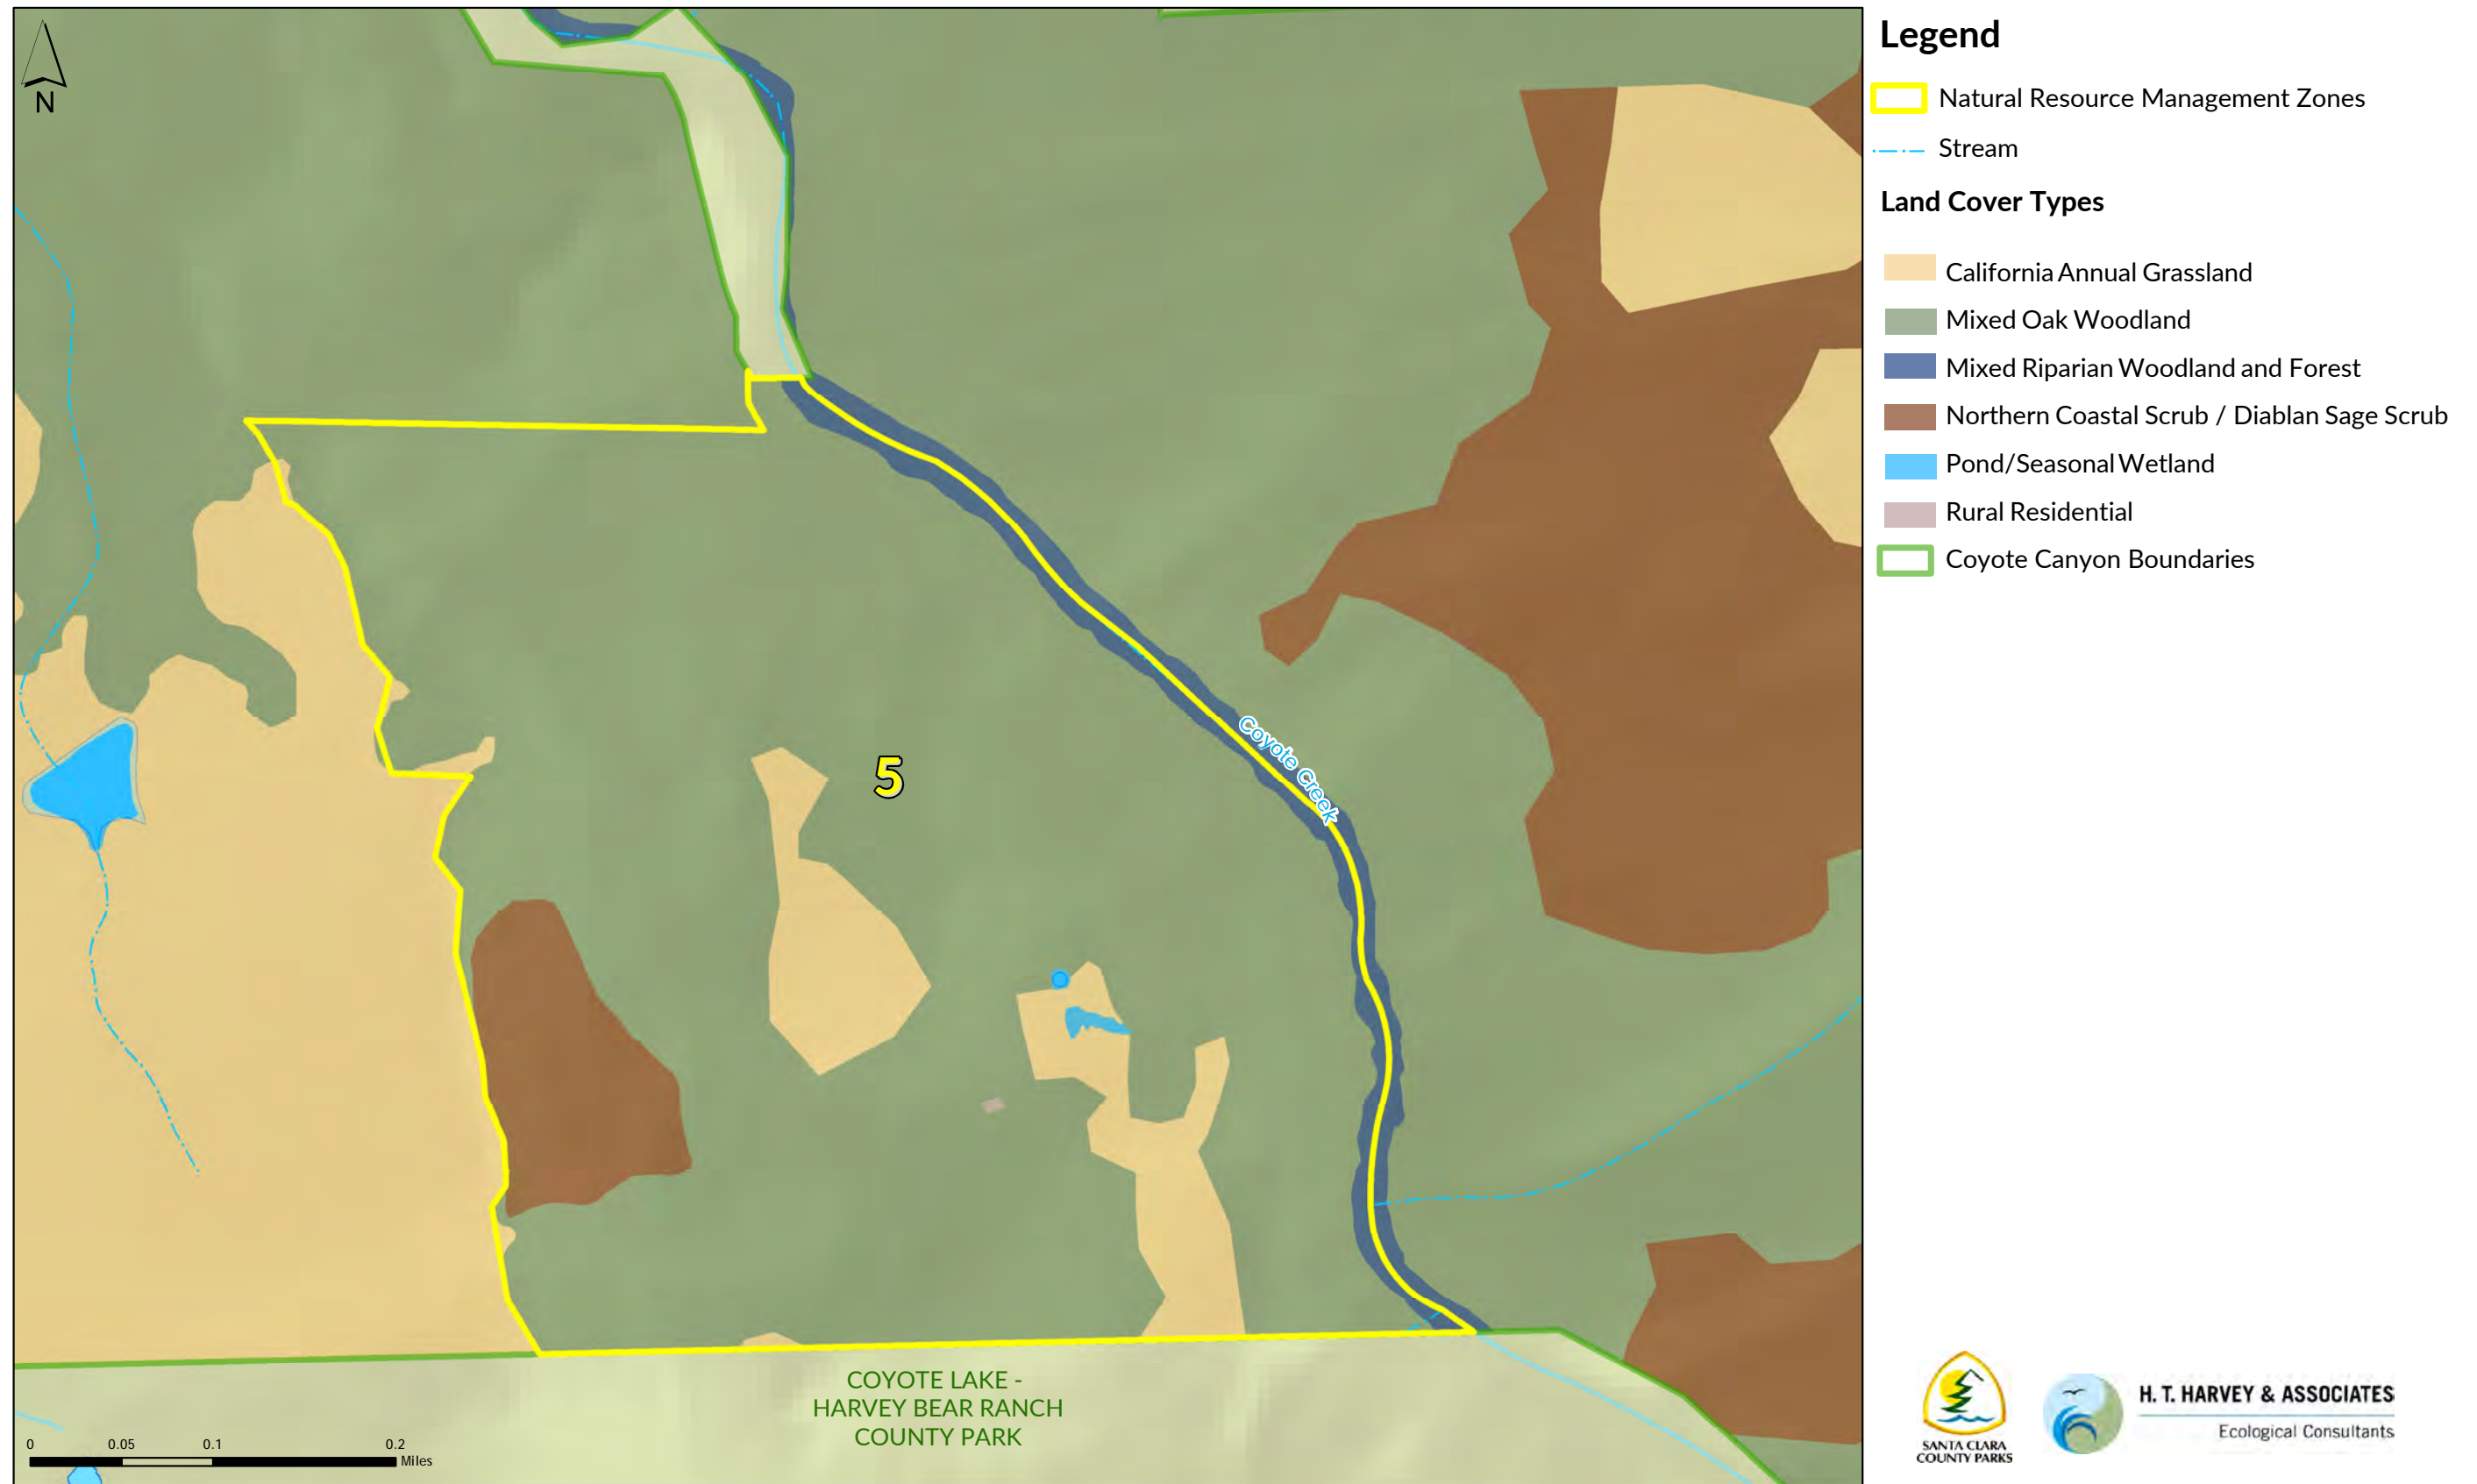 N
5
Coyote Creek
COYOTE LAKE -
HARVEY BEAR RANCH
COUNTY PARK
0 0.05 0.1 0.2
Miles
Legend
Natural Resource Management Zones
Stream
Land Cover Types
California Annual Grassland
Mixed Oak Woodland
Mixed Riparian Woodland and Forest
Northern Coastal Scrub / Diablan Sage Scrub
Pond/Seasonal Wetland
Rural Residential
Coyote Canyon Boundaries
SANTA CLARA
COUNTY PARKS
H. T. HARVEY & ASSOCIATES
Ecological Consultants